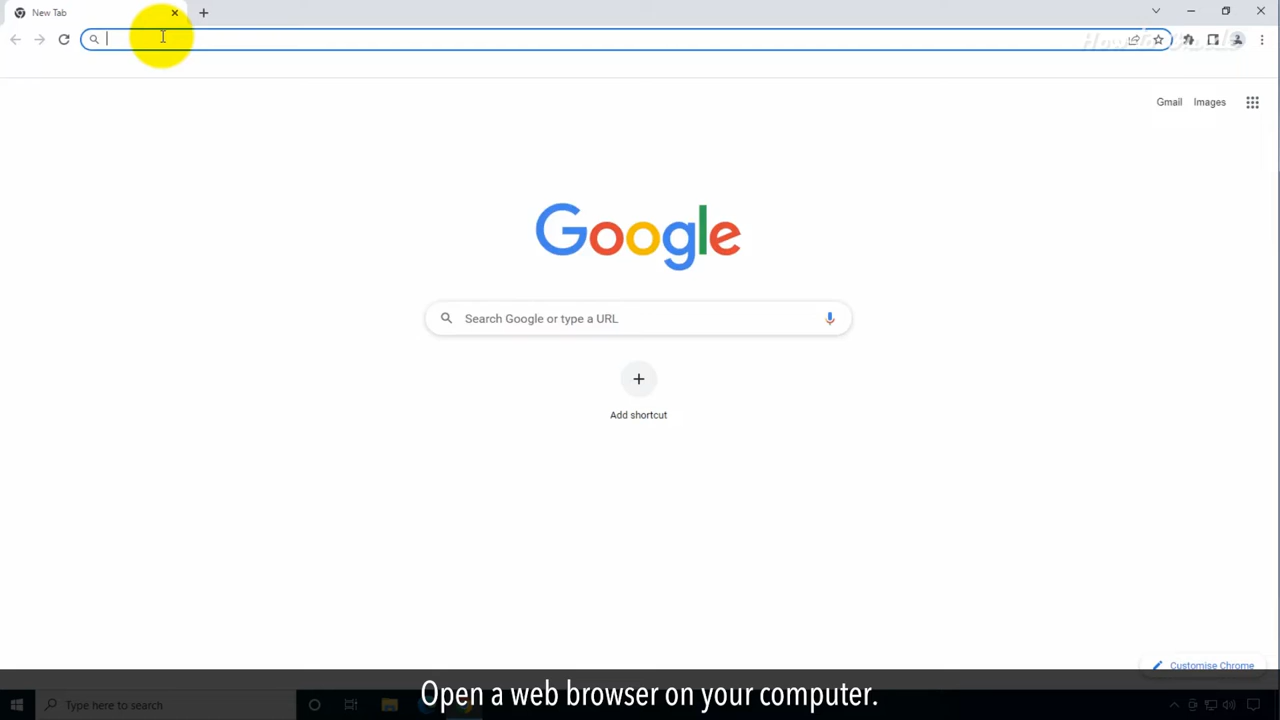 New Tab
Gmail
Images
Google
Search Google or type a URL
Add shortcut
Customise Chrome
Open a web browser on your computer.
Type here to search